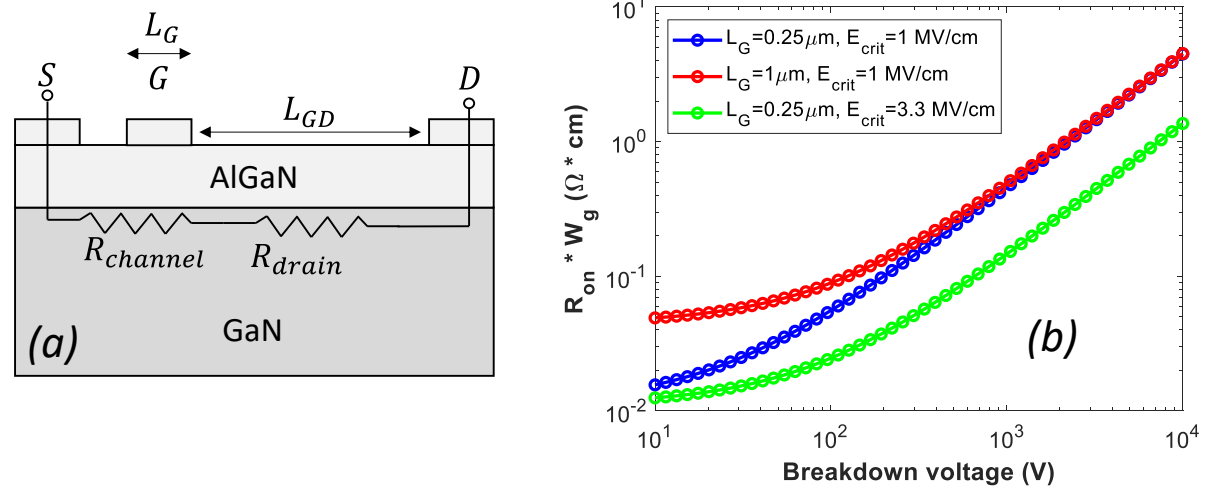 L_G
S
G
D
L_GD
AlGaN
R_channel
R_drain
GaN
(a)
10^1
10^0
10^-1
10^-2
R_on * W_g (Ω * cm)
L_G=0.25μm, E_crit=1 MV/cm
L_G=1μm, E_crit=1 MV/cm
L_G=0.25μm, E_crit=3.3 MV/cm
(b)
10^1
10^2
10^3
10^4
Breakdown voltage (V)